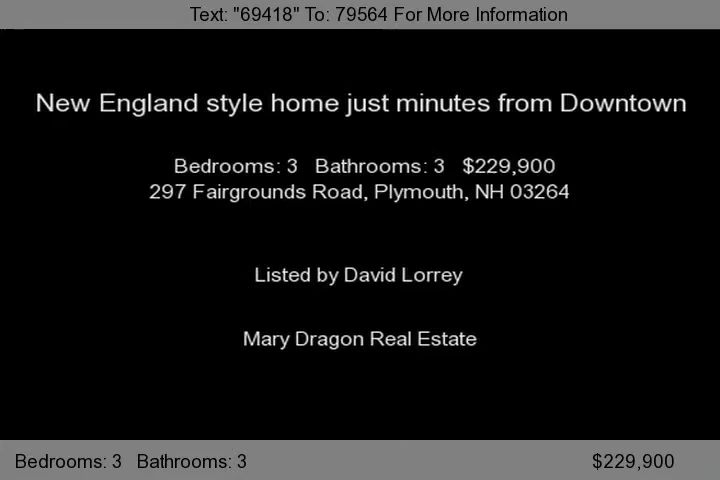 Text: "69418" To: 79564 For More Information
New England style home just minutes from Downtown
Bedrooms: 3 Bathrooms: 3 $229,900
297 Fairgrounds Road, Plymouth, NH 03264
Listed by David Lorrey
Mary Dragon Real Estate
Bedrooms: 3 Bathrooms: 3 $229,900